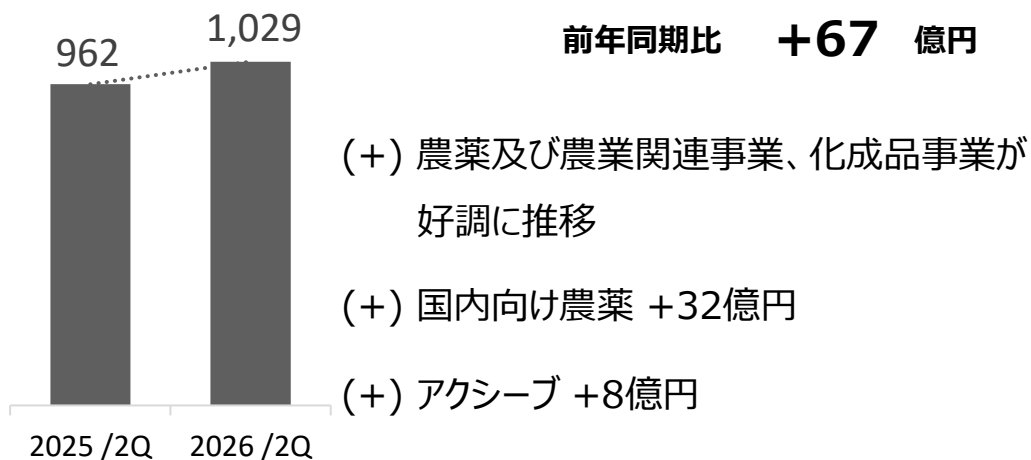 962
1,029
2025 /2Q
2026 /2Q
前年同期比 +67 億円
(+) 農薬及び農業関連事業、化成品事業が
好調に推移
(+) 国内向け農薬 +32億円
(+) アクシーブ +8億円